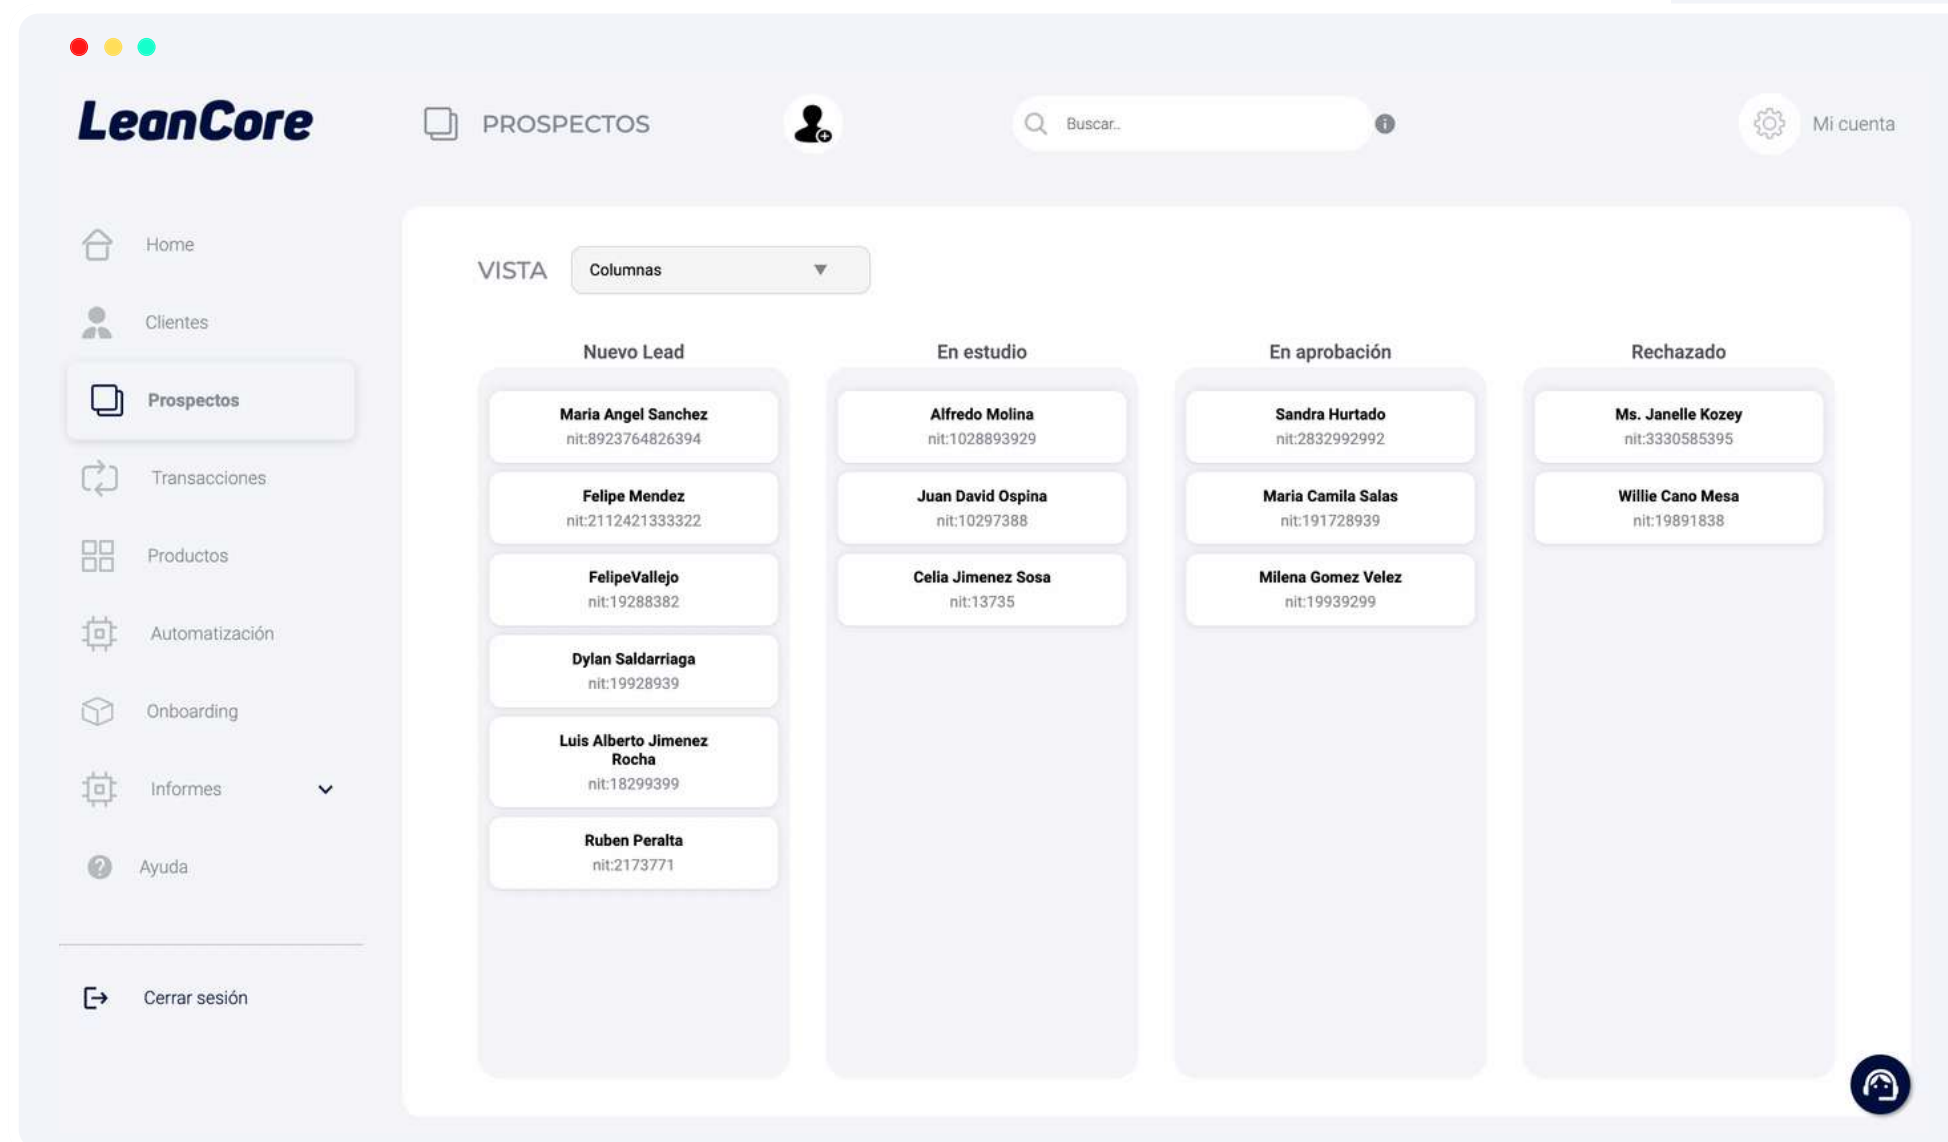 LeanCore
PROSPECTOS
Buscar..
Mi cuenta
Home
Clientes
Prospectos
Transacciones
Productos
Automatización
Onboarding
Informes
Ayuda
Cerrar sesión
VISTA
Columnas
Nuevo Lead
Maria Angel Sanchez
nit:8923764826394
Felipe Mendez
nit:2112421333322
FelipeVallejo
nit:19288382
Dylan Saldarriaga
nit:19928939
Luis Alberto Jimenez
Rocha
nit:18299399
Ruben Peralta
nit:2173771
En estudio
Alfredo Molina
nit:1028893929
Juan David Ospina
nit:10297388
Celia Jimenez Sosa
nit:13735
En aprobación
Sandra Hurtado
nit:2832992992
Maria Camila Salas
nit:191728939
Milena Gomez Velez
nit:19939299
Rechazado
Ms. Janelle Kozey
nit:3330585395
Willie Cano Mesa
nit:19891838